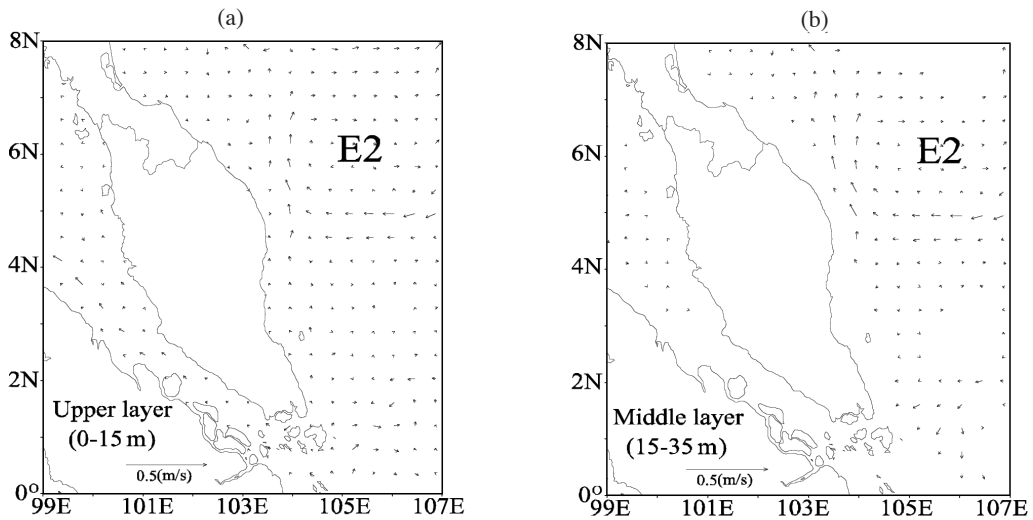 (a)
8N
6N
4N
2N
0°
99E 101E 103E 105E 107E
E2
Upper layer
(0-15 m)
0.5(m/s)
(b)
8N
6N
4N
2N
0°
99E 101E 103E 105E 107E
E2
Middle layer
(15-35 m)
0.5(m/s)